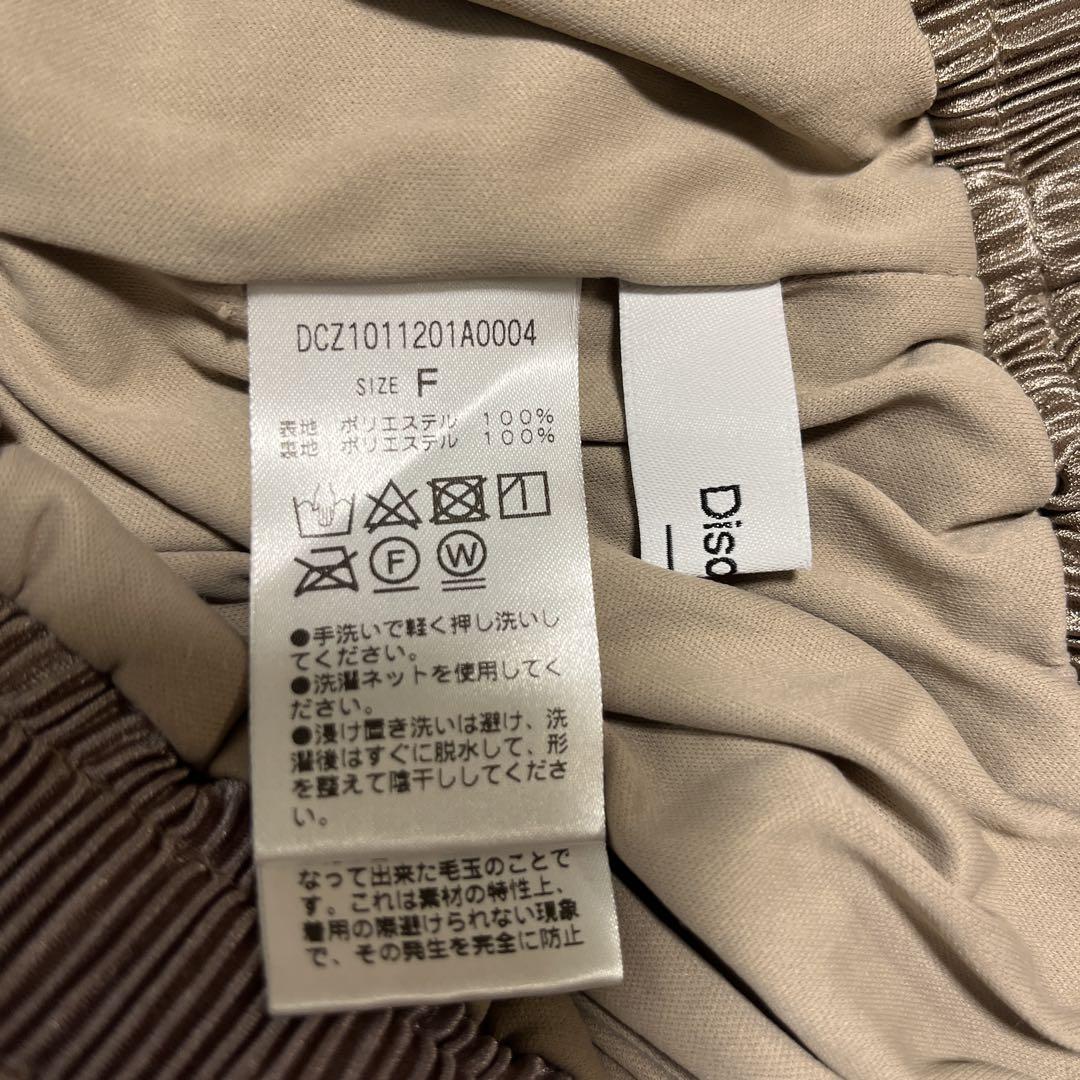 DCZ1011201A0004
SIZE F
表地 ポリエステル 100%
裏地 ポリエステル 100%
F W
●手洗いで軽く押し洗いし
てください。
●洗濯ネットを使用してく
ださい。
●浸け置き洗いは避け、洗
濯後はすぐに脱水して、形
を整えて陰干ししてくださ
い。
なって出来た毛玉のことで
す。これは素材の特性上、
着用の際避けられない現象
で、その発生を完全に防止
Diso